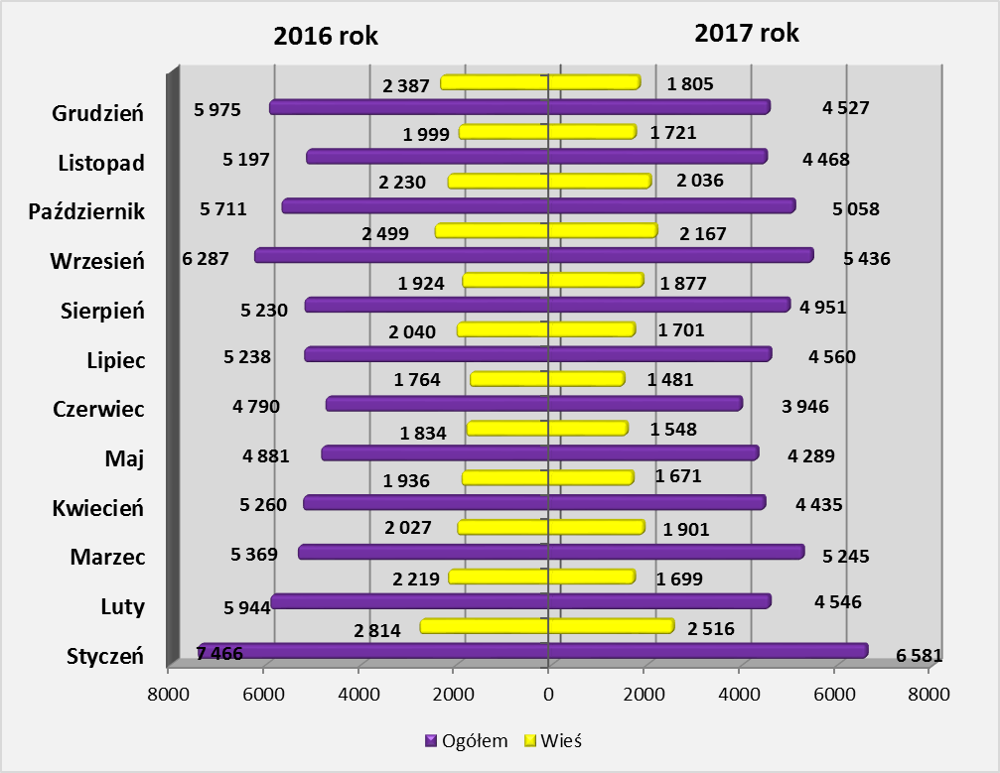 2016 rok 2017 rok
2 387 1 805
Grudzień 5 975 4 527
1 999 1 721
Listopad 5 197 4 468
2 230 2 036
Październik 5 711 5 058
2 499 2 167
Wrzesień 6 287 5 436
1 924 1 877
Sierpień 5 230 4 951
2 040 1 701
Lipiec 5 238 4 560
1 764 1 481
Czerwiec 4 790 3 946
1 834 1 548
Maj 4 881 4 289
1 936 1 671
Kwiecień 5 260 4 435
2 027 1 901
Marzec 5 369 5 245
2 219 1 699
Luty 5 944 4 546
2 814 2 516
Styczeń 7 466 6 581
8000 6000 4000 2000 0 2000 4000 6000 8000
Ogółem Wieś